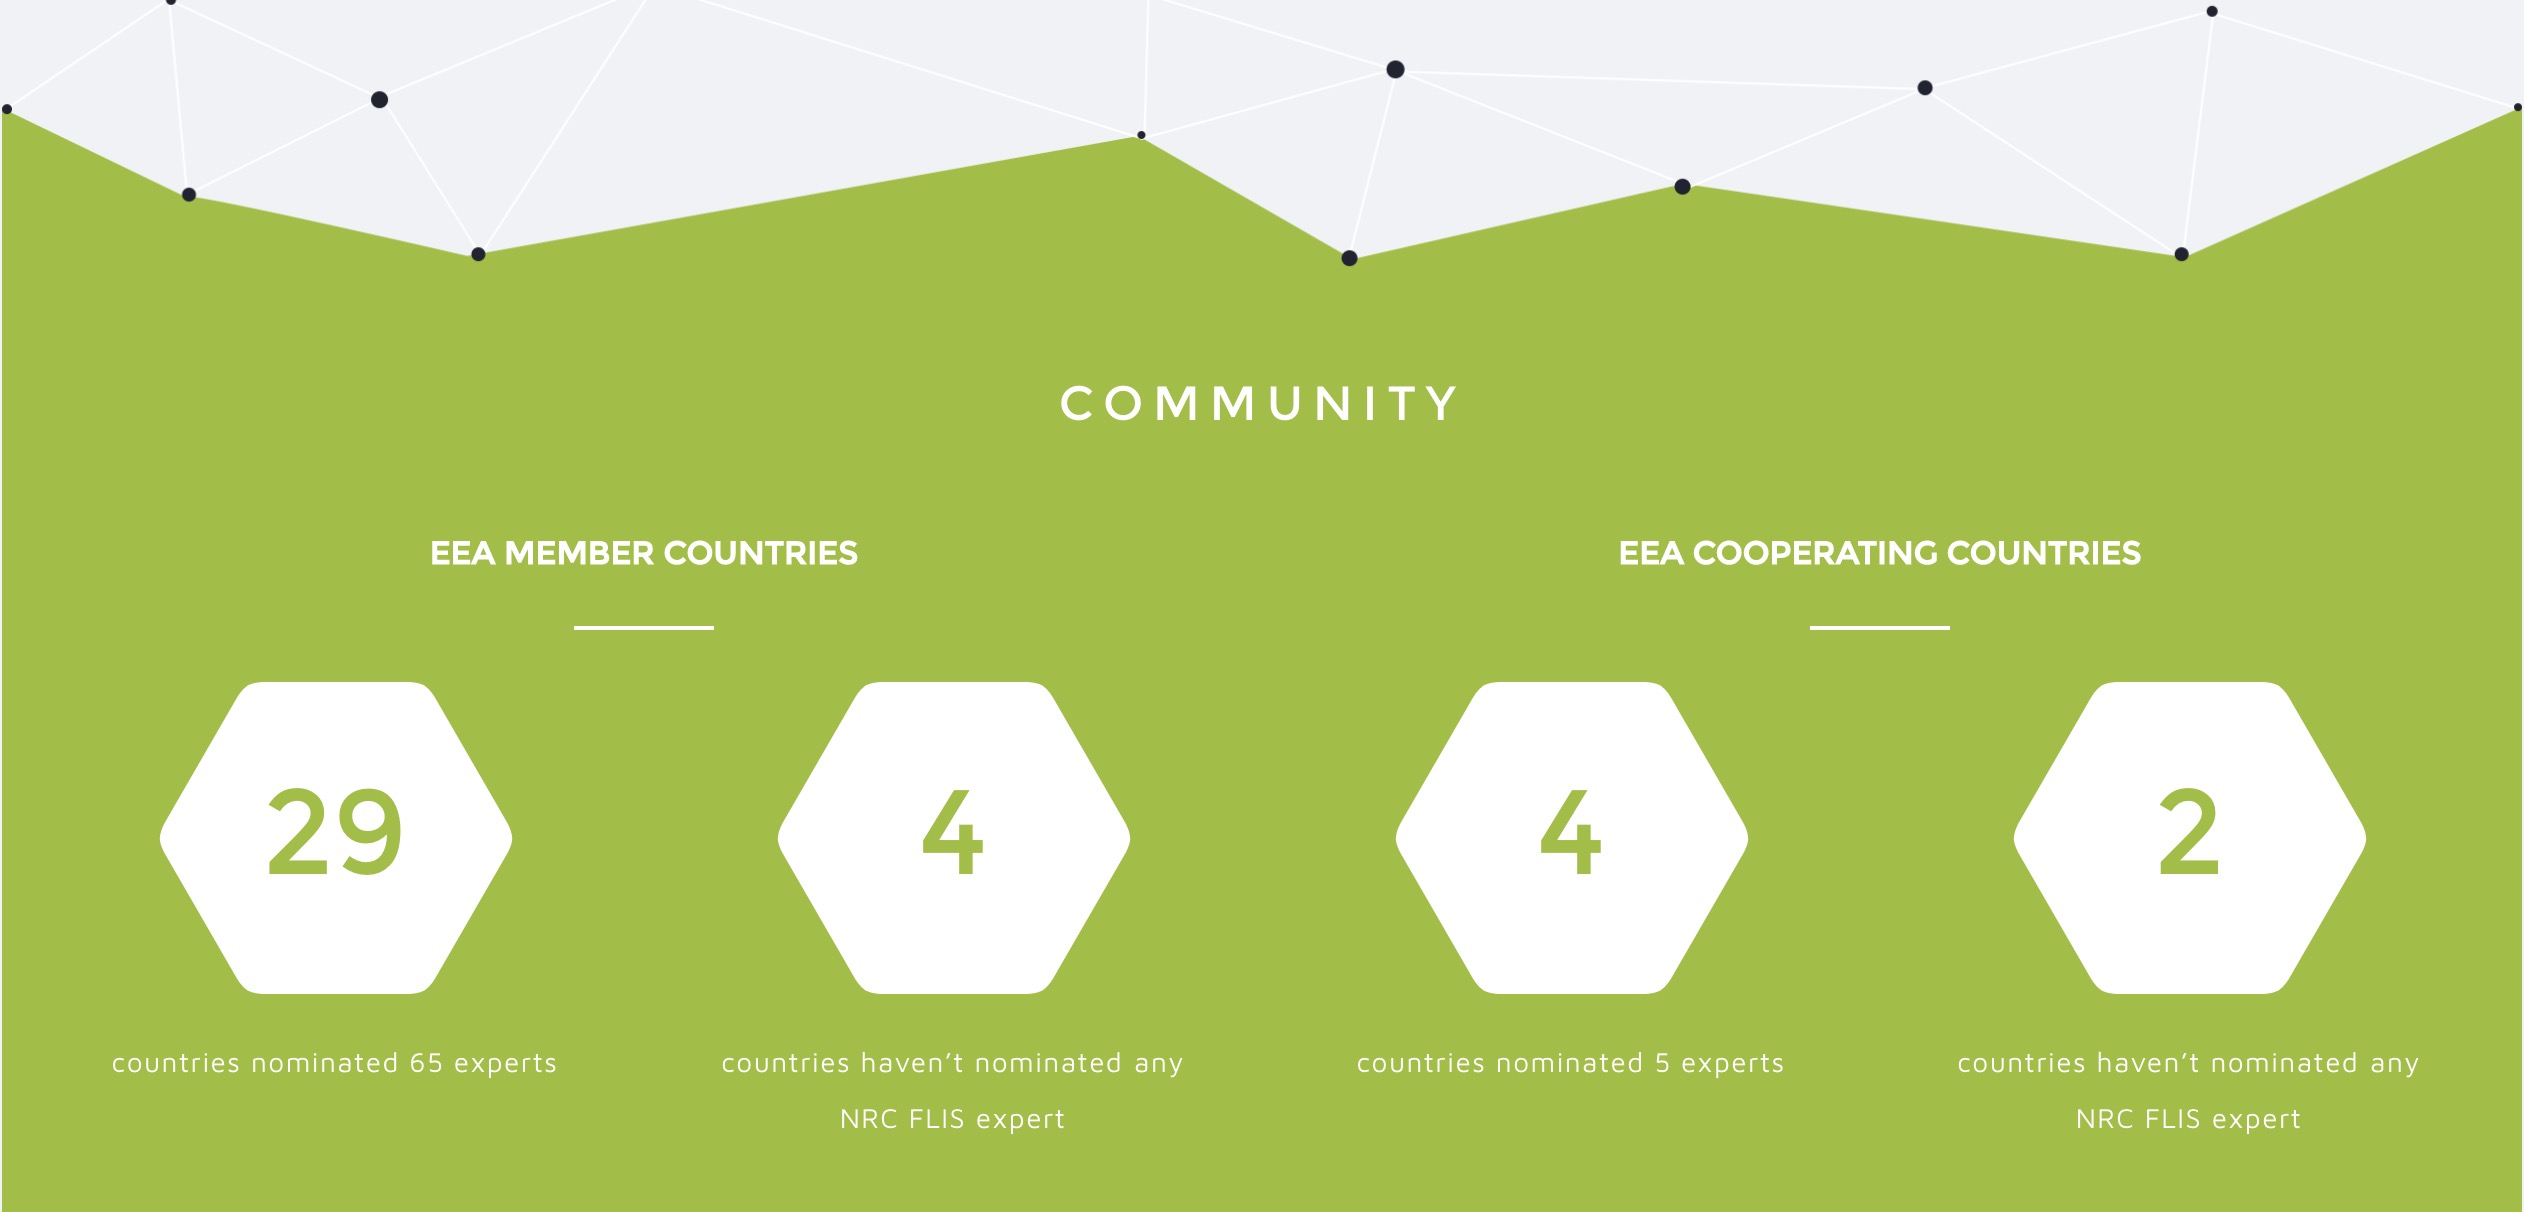 COMMUNITY
EEA MEMBER COUNTRIES
29
countries nominated 65 experts
4
countries haven’t nominated any
NRC FLIS expert
EEA COOPERATING COUNTRIES
4
countries nominated 5 experts
2
countries haven’t nominated any
NRC FLIS expert